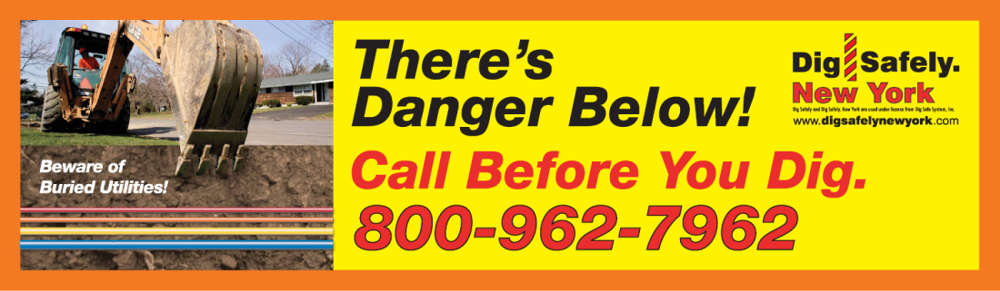 There's
Danger Below!
Call Before You Dig.
800-962-7962
Beware of
Buried Utilities!
Dig Safely.
New York
Dig Safely and Dig Safely. New York are used under license from Dig Safe System, Inc.
www.digsafelynewyork.com